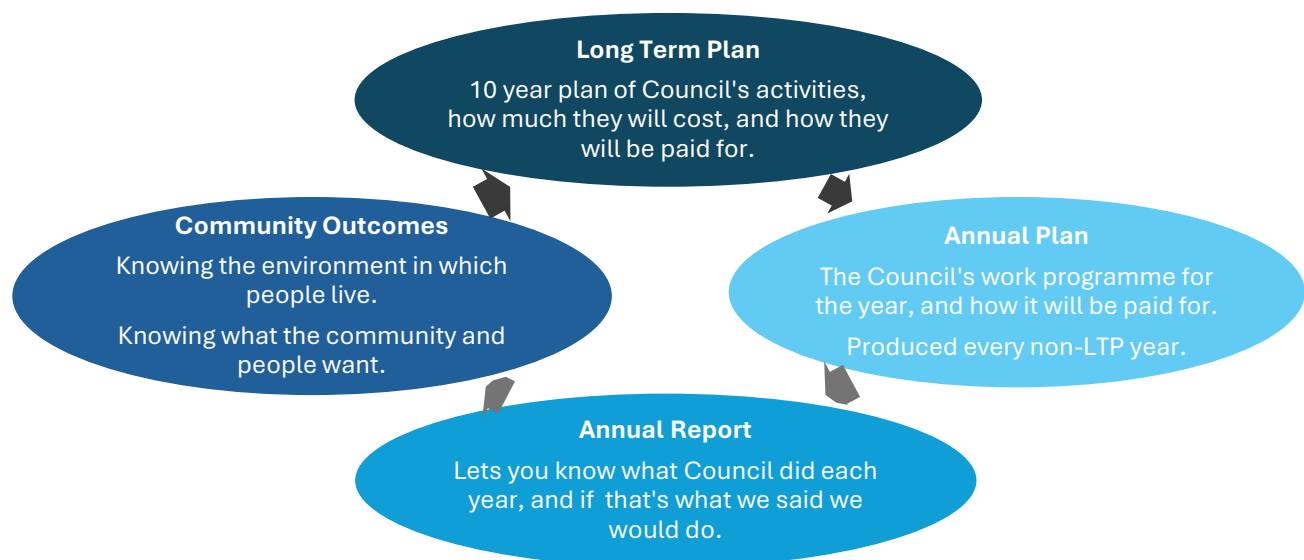 Long Term Plan
10 year plan of Council's activities,
how much they will cost, and how they
will be paid for.
Community Outcomes
Knowing the environment in which
people live.
Knowing what the community and
people want.
Annual Plan
The Council's work programme for
the year, and how it will be paid for.
Produced every non-LTP year.
Annual Report
Lets you know what Council did each
year, and if  that's what we said we
would do.